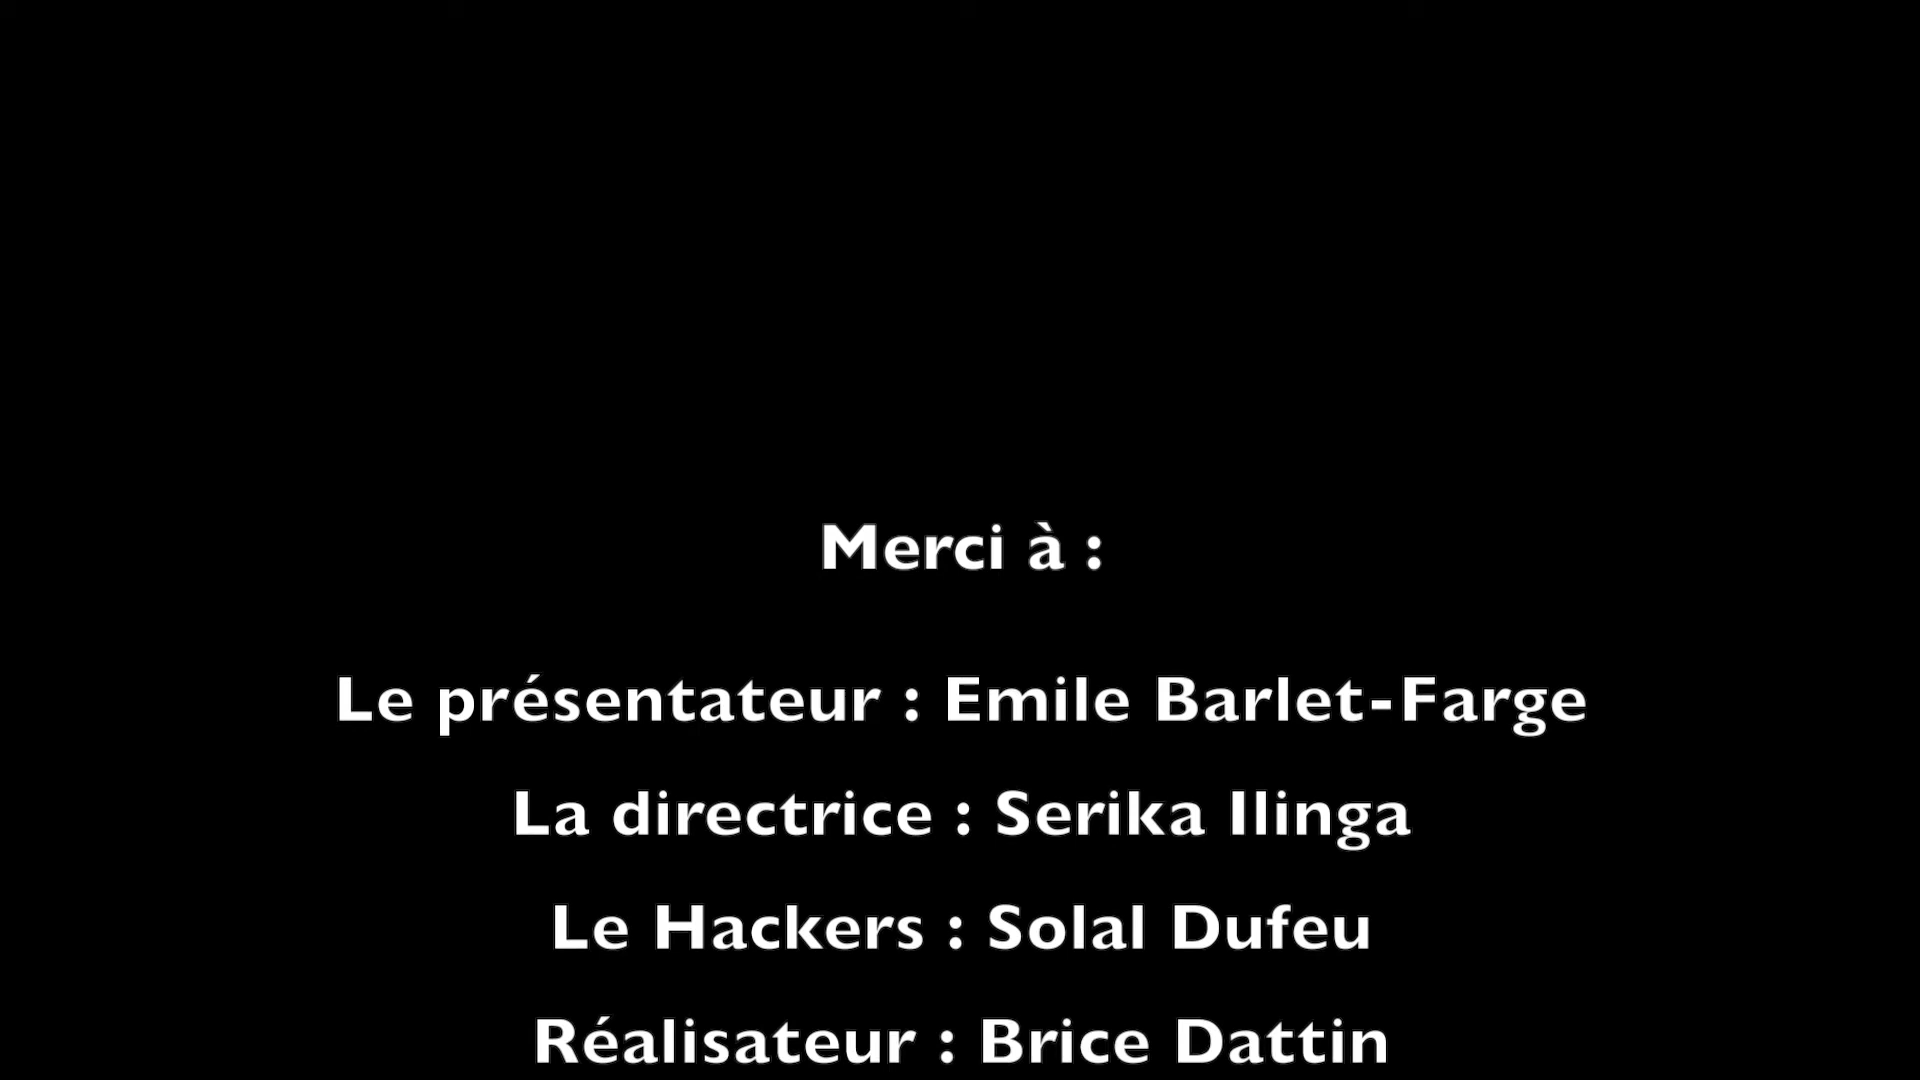 Merci à :
Le présentateur : Emile Barlet-Farge
La directrice : Serika Ilinga
Le Hackers : Solal Dufeu
Réalisateur : Brice Dattin